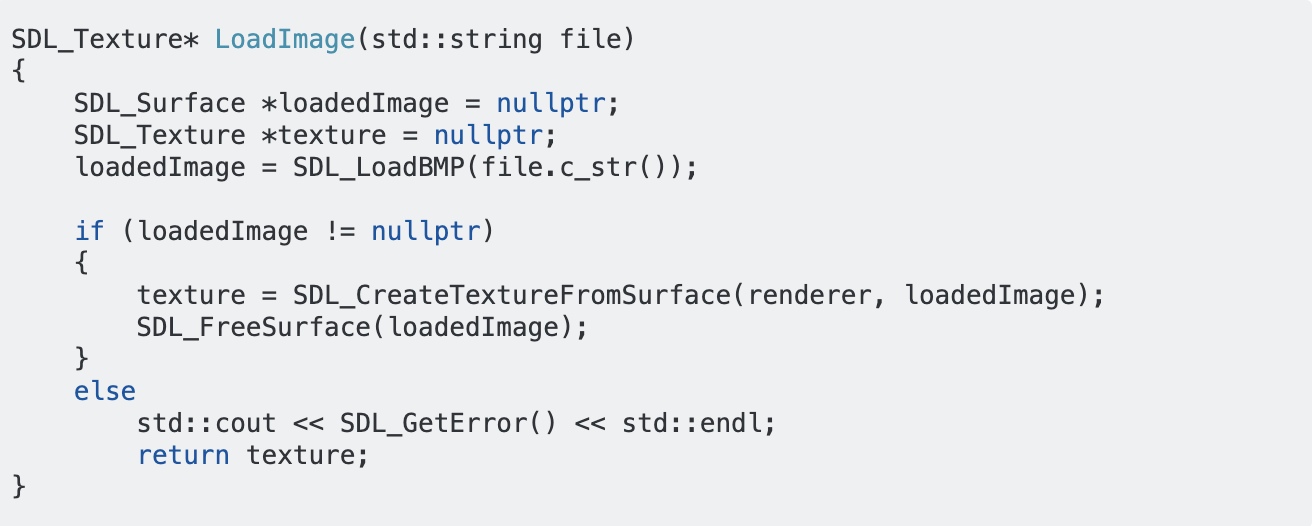 SDL_Texture* LoadImage(std::string file)
{
    SDL_Surface *loadedImage = nullptr;
    SDL_Texture *texture = nullptr;
    loadedImage = SDL_LoadBMP(file.c_str());

    if (loadedImage != nullptr)
    {
        texture = SDL_CreateTextureFromSurface(renderer, loadedImage);
        SDL_FreeSurface(loadedImage);
    }
    else
        std::cout << SDL_GetError() << std::endl;
        return texture;
}